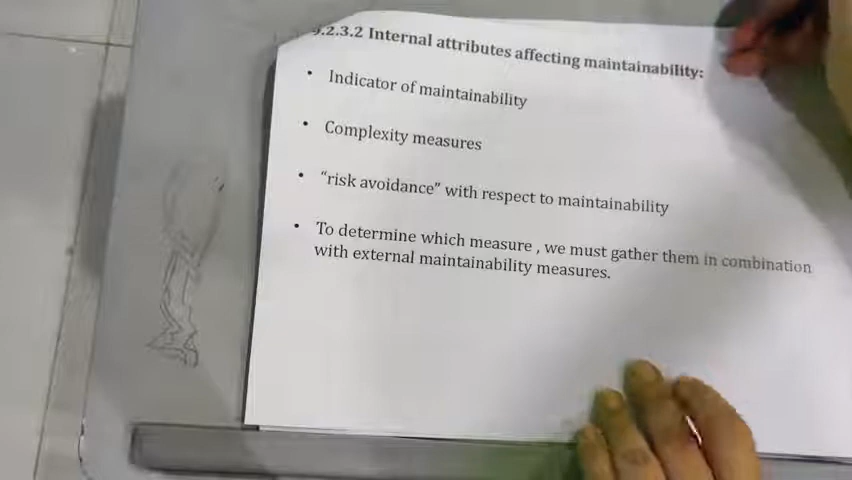 9.2.3.2 Internal attributes affecting maintainability:
• Indicator of maintainability
• Complexity measures
• “risk avoidance” with respect to maintainability
• To determine which measure , we must gather them in combination
with external maintainability measures.